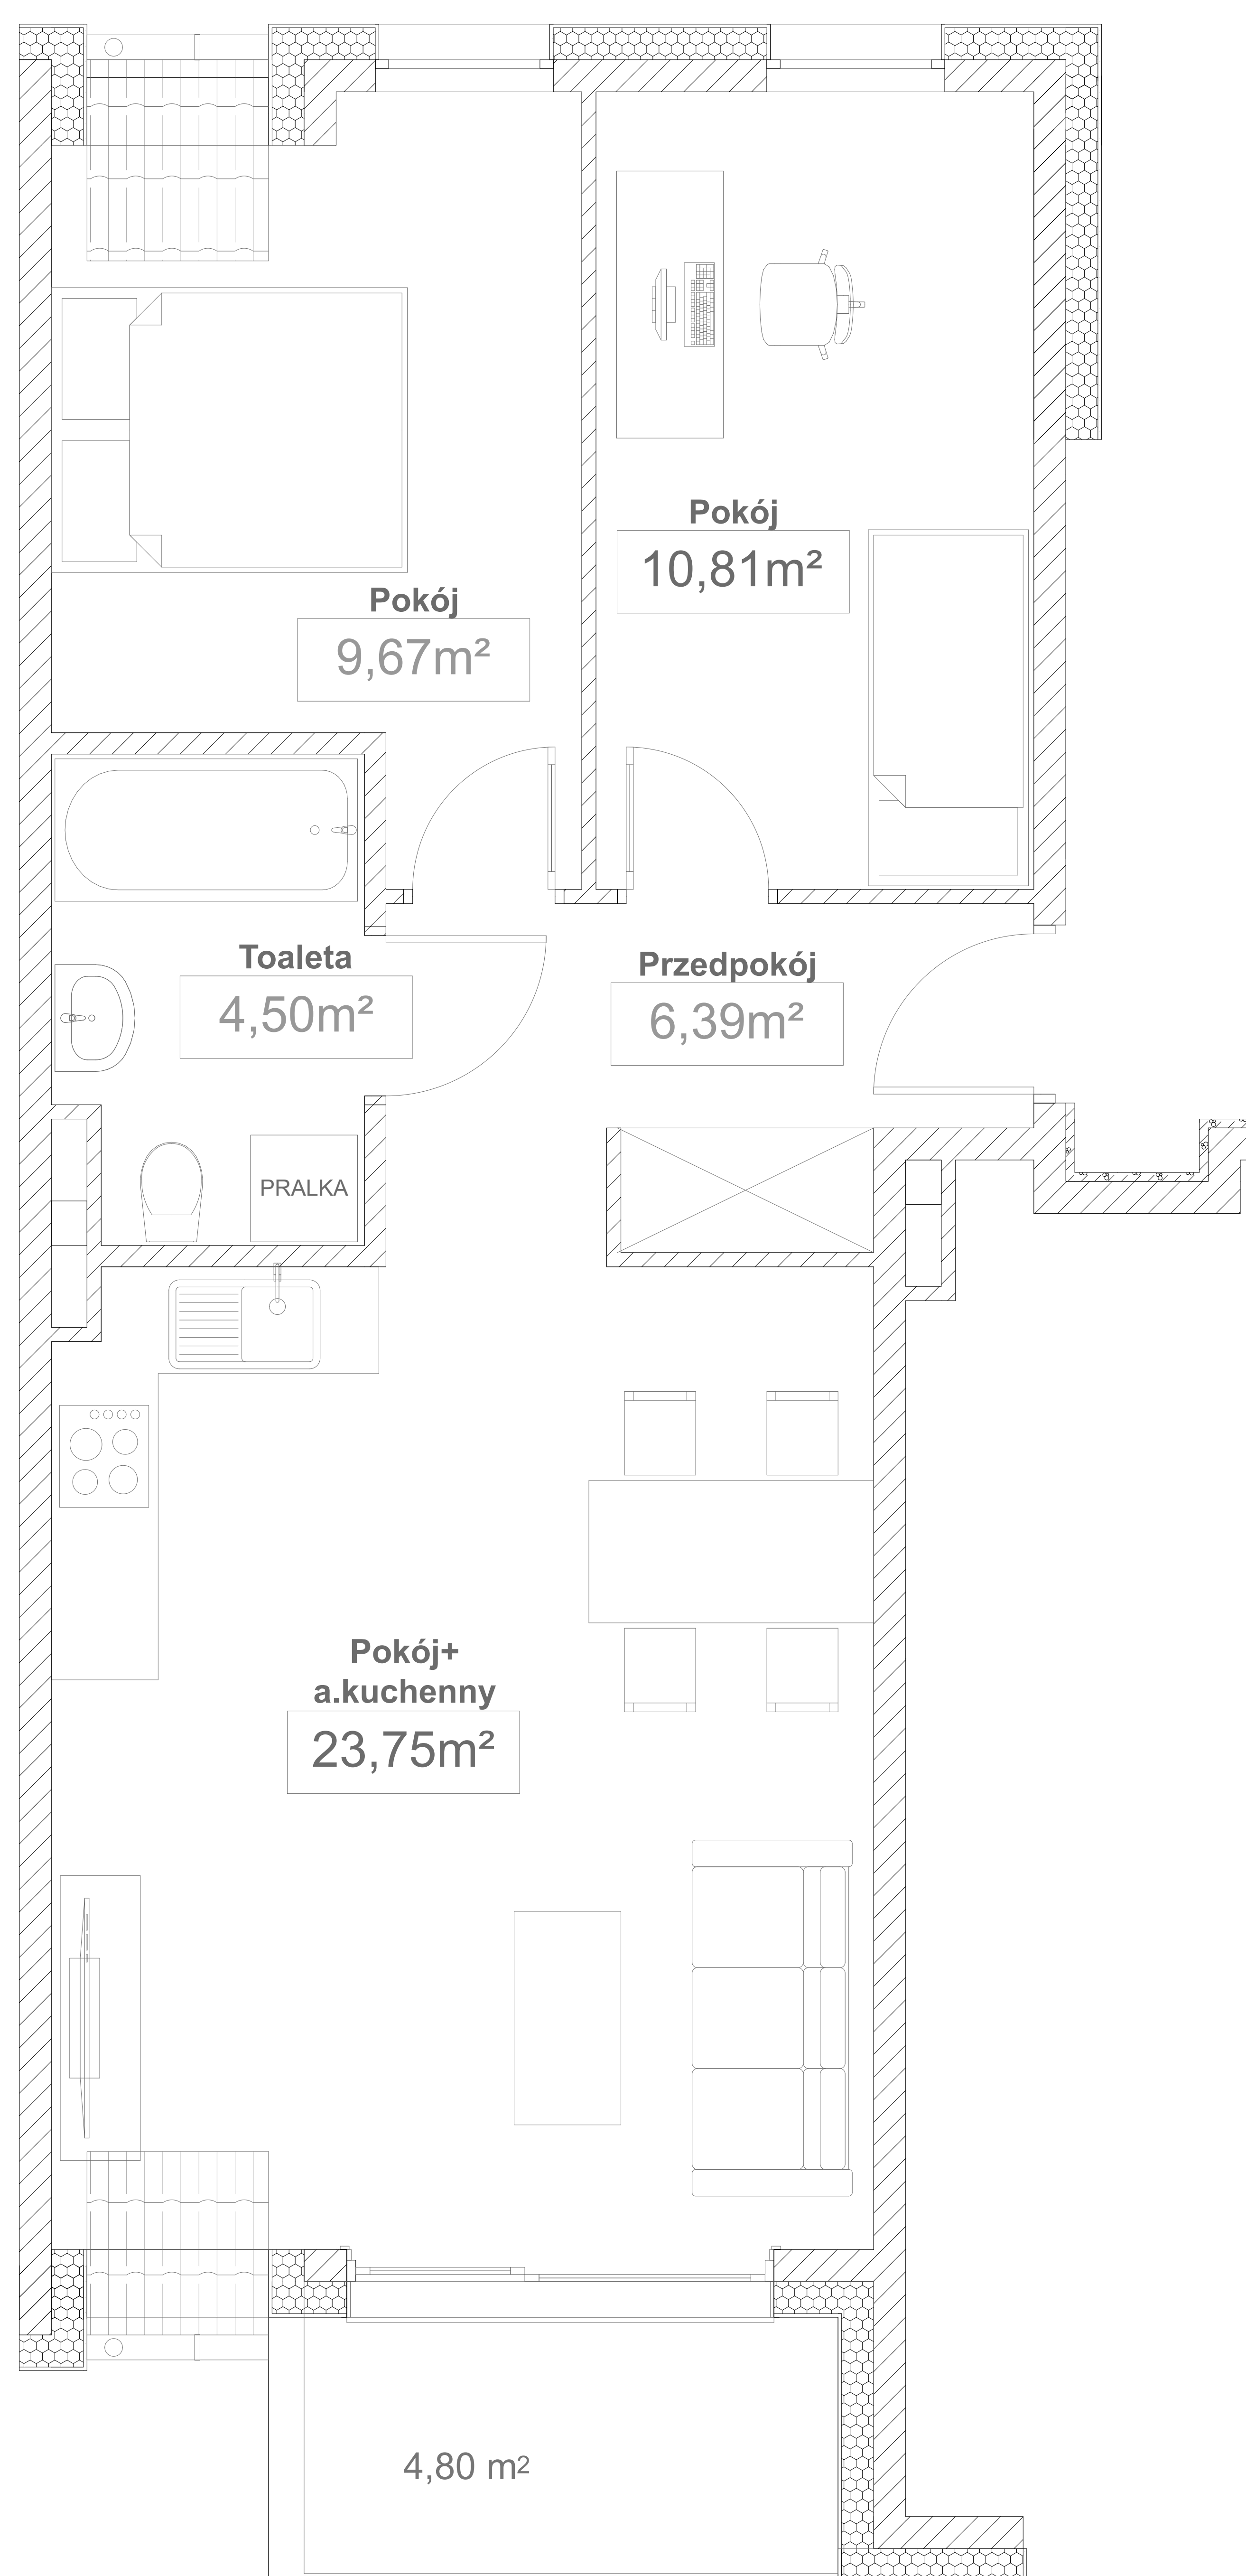 Pokój
10,81m²
Pokój
9,67m²
Toaleta
4,50m²
Przedpokój
6,39m²
PRALKA
Pokój+
a.kuchenny
23,75m²
4,80 m²